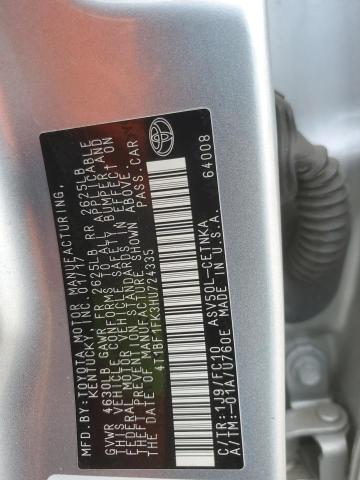 MFD.BY:TOYOTA MOTOR MANUFACTURING,
KENTUCKY,INC. 11/17
GVWR 4630LB GAWR FR 2625LB RR 2625LB
THIS VEHICLE CONFORMS TO ALL APPLICABLE
FEDERAL MOTOR VEHICLE SAFETY, BUMPER, AND
THEFT PREVENTION STANDARDS IN EFFECT ON
THE DATE OF MANUFACTURE SHOWN ABOVE.
4T1BF1FK3HU724335 PASS.CAR
C/TR:1J9/FC10 ASV50L-CETNKA
A/TM:-01A/U760E MADE IN U.S.A.
64008